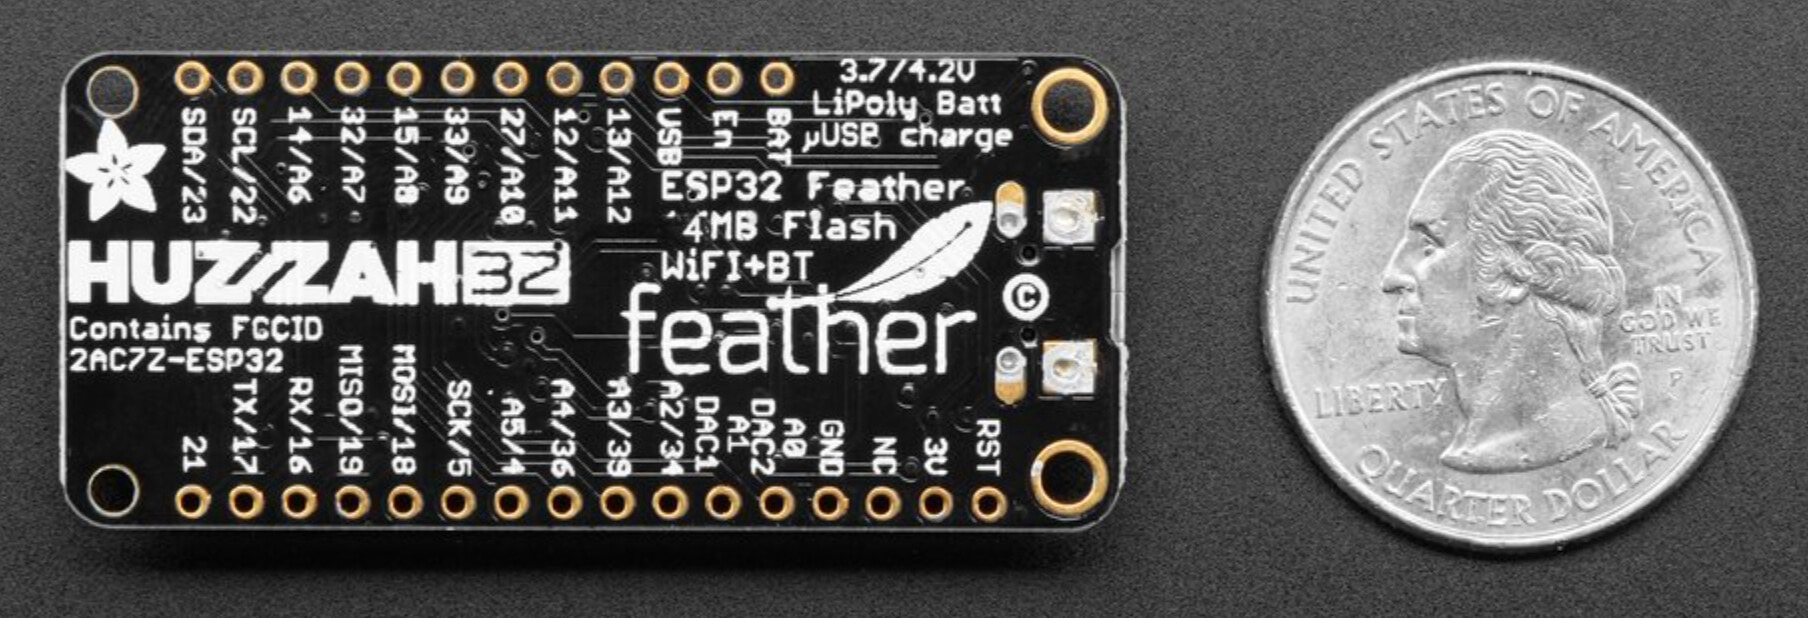 3.7/4.2V
LiPoly Batt
µUSB charge
SDA/23
SCL/22
14/A6
32/A7
15/A8
33/A9
27/A10
12/A11
13/A12
USB
En
BAT
ESP32 Feather
4MB Flash
WiFI+BT
HUZZAH32
feather
©
Contains FCCID
2AC7Z-ESP32
21
TX/17
RX/16
MISO/19
MOSI/18
SCK/5
A5/4
A4/36
A3/39
A2/34
DAC1
A1
DAC2
A0
GND
NC
3V
RST
UNITED STATES OF AMERICA
IN
GOD WE
TRUST
P
LIBERTY
QUARTER DOLLAR